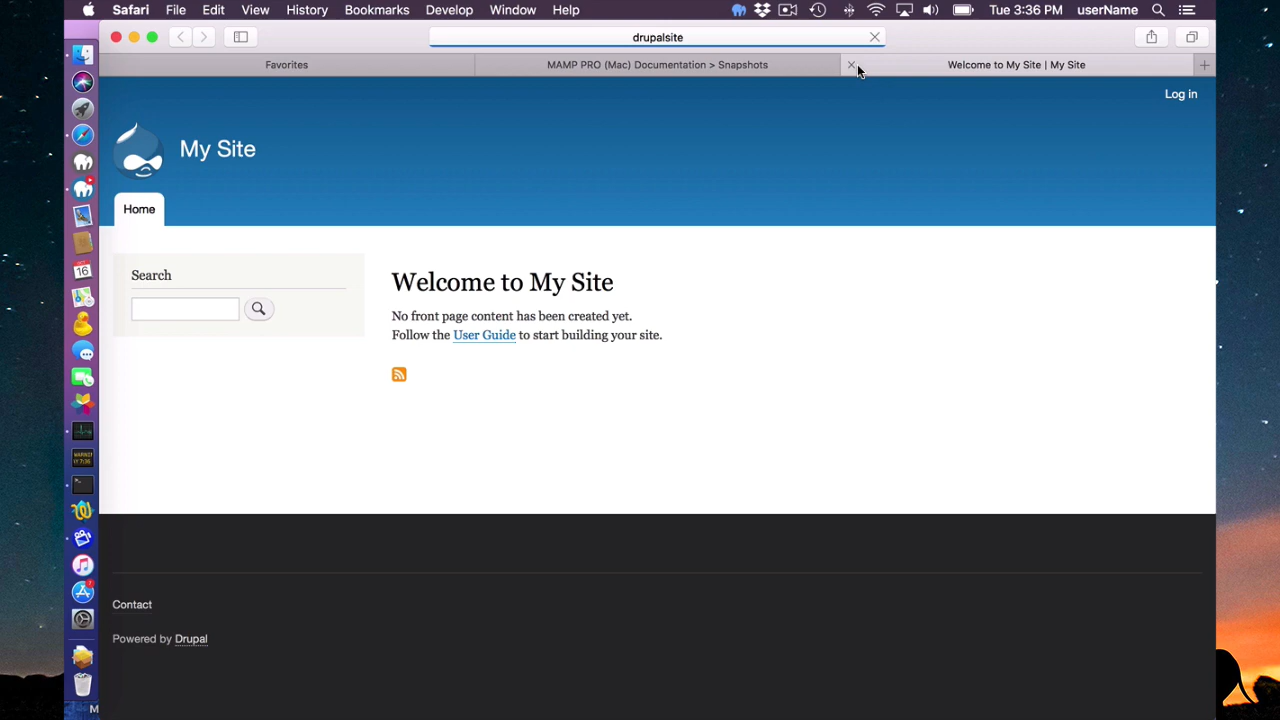 Safari File Edit View History Bookmarks Develop Window Help Tue 3:36 PM userName
drupalsite
Favorites MAMP PRO (Mac) Documentation > Snapshots Welcome to My Site | My Site
Log in
My Site
Home
Search
Welcome to My Site
No front page content has been created yet.
Follow the User Guide to start building your site.
Contact
Powered by Drupal
16
7
M